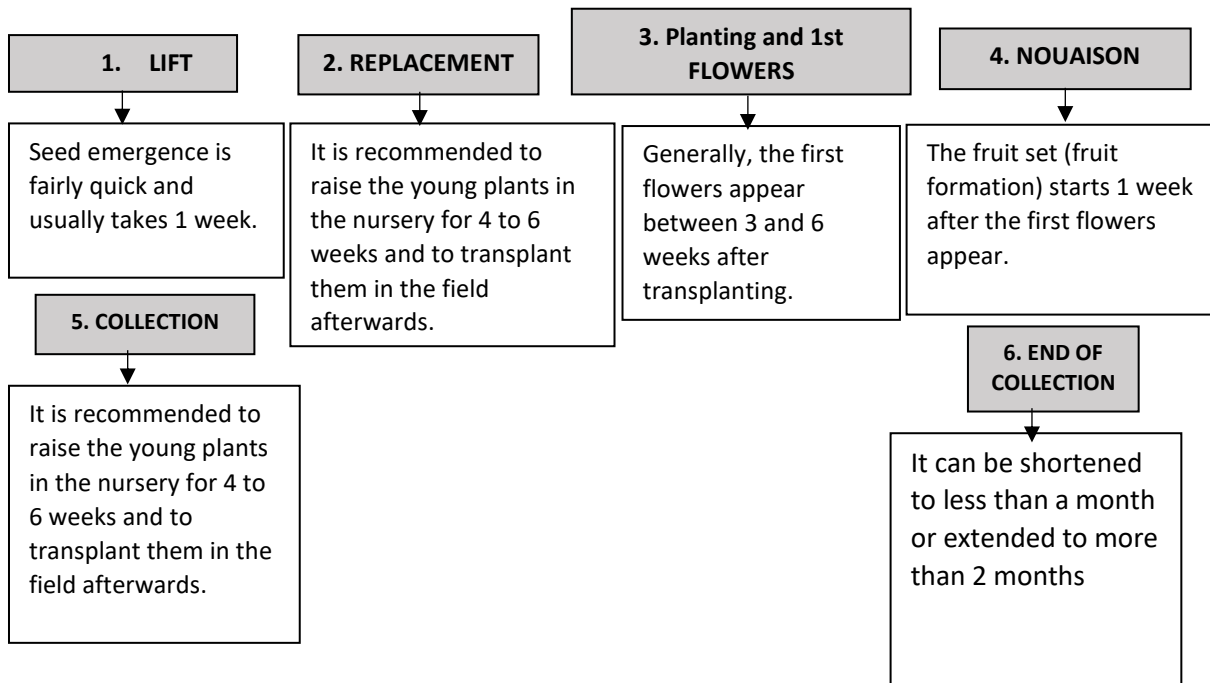 1. LIFT
Seed emergence is
fairly quick and
usually takes 1 week.
2. REPLACEMENT
It is recommended to
raise the young plants in
the nursery for 4 to 6
weeks and to transplant
them in the field
afterwards.
3. Planting and 1st
FLOWERS
Generally, the first
flowers appear
between 3 and 6
weeks after
transplanting.
4. NOUAISON
The fruit set (fruit
formation) starts 1 week
after the first flowers
appear.
5. COLLECTION
It is recommended to
raise the young plants
in the nursery for 4 to
6 weeks and to
transplant them in the
field afterwards.
6. END OF
COLLECTION
It can be shortened
to less than a month
or extended to more
than 2 months